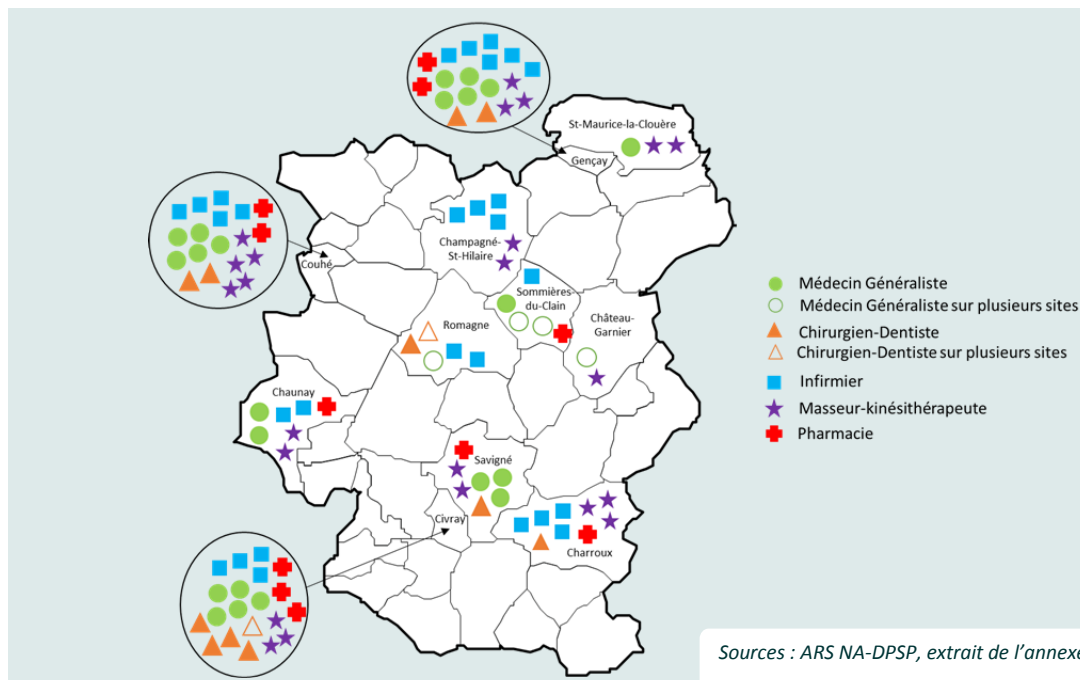 St-Maurice-la-Clouère
Gençay
Champagné-
St-Hilaire
Couhé
Sommières-
du-Clain
Château-
Garnier
Romagne
Chaunay
Savigné
Civray
Charroux
Médecin Généraliste
Médecin Généraliste sur plusieurs sites
Chirurgien-Dentiste
Chirurgien-Dentiste sur plusieurs sites
Infirmier
Masseur-kinésithérapeute
Pharmacie
Sources : ARS NA-DPSP, extrait de l'annexe